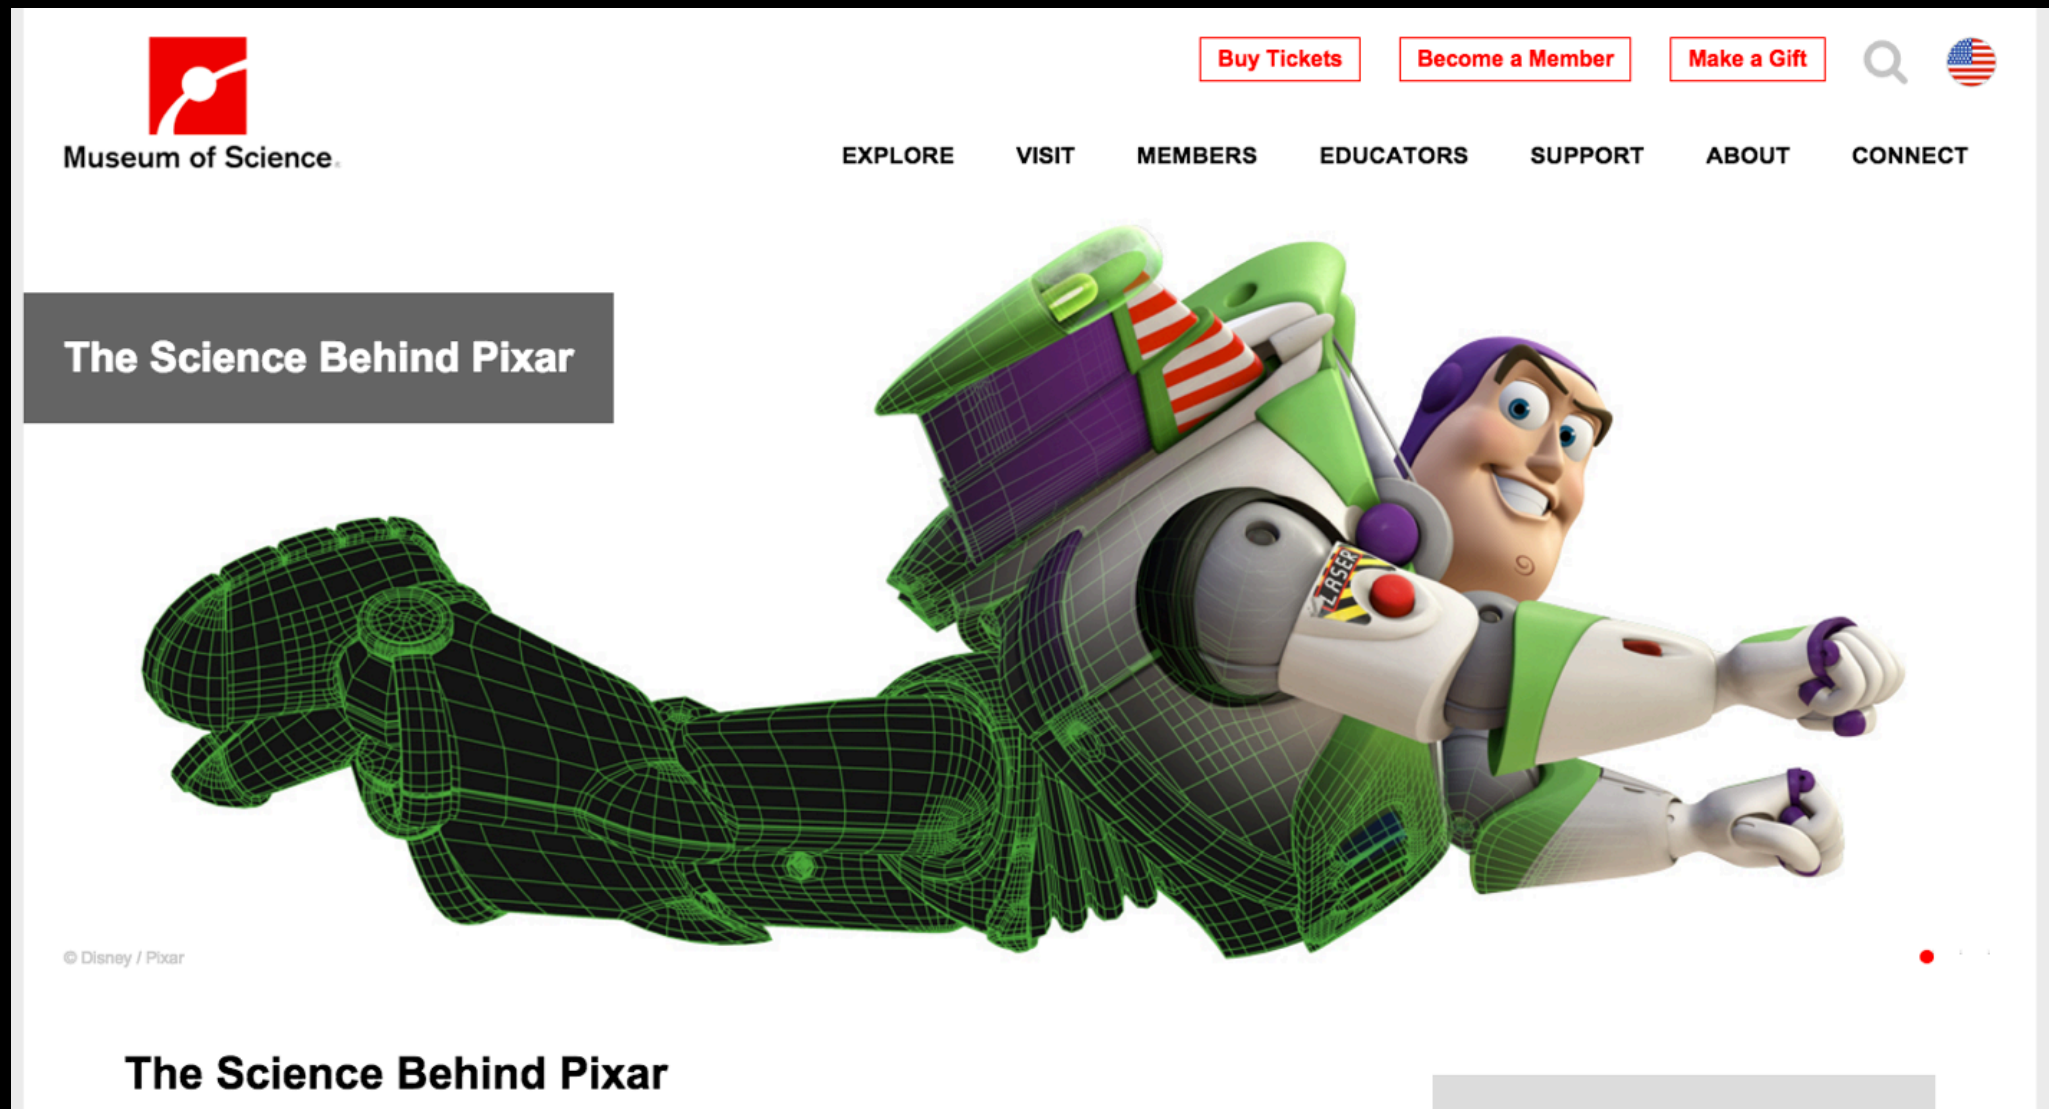 Buy Tickets
Become a Member
Make a Gift
Museum of Science
EXPLORE
VISIT
MEMBERS
EDUCATORS
SUPPORT
ABOUT
CONNECT
The Science Behind Pixar
LASER
© Disney / Pixar
The Science Behind Pixar